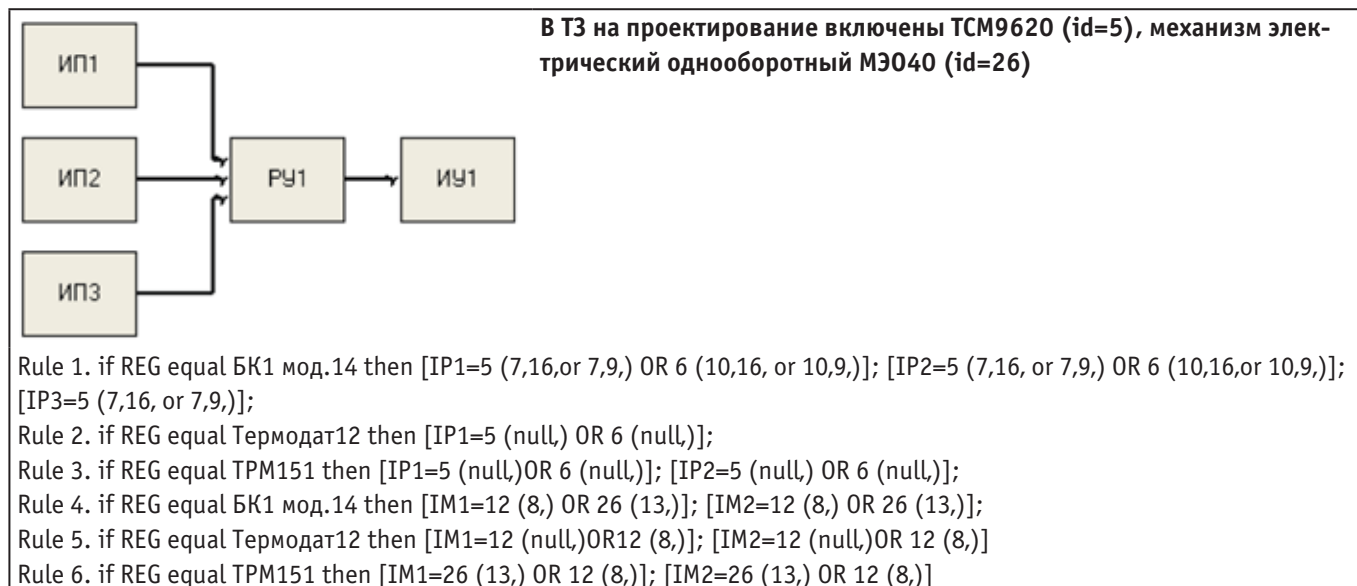 ИП1
ИП2
ИП3
РУ1
ИУ1
В ТЗ на проектирование включены ТСМ9620 (id=5), механизм элек-
трический однооборотный МЭО40 (id=26)
Rule 1. if REG equal БК1 мод.14 then [IP1=5 (7,16,or 7,9,) OR 6 (10,16, or 10,9,)]; [IP2=5 (7,16, or 7,9,) OR 6 (10,16,or 10,9,)];
[IP3=5 (7,16, or 7,9,)];
Rule 2. if REG equal Термодат12 then [IP1=5 (null,) OR 6 (null,)];
Rule 3. if REG equal ТРМ151 then [IP1=5 (null,)OR 6 (null,)]; [IP2=5 (null,) OR 6 (null,)];
Rule 4. if REG equal БК1 мод.14 then [IM1=12 (8,) OR 26 (13,)]; [IM2=12 (8,) OR 26 (13,)];
Rule 5. if REG equal Термодат12 then [IM1=12 (null,)OR12 (8,)]; [IM2=12 (null,)OR 12 (8,)]
Rule 6. if REG equal ТРМ151 then [IM1=26 (13,) OR 12 (8,)]; [IM2=26 (13,) OR 12 (8,)]